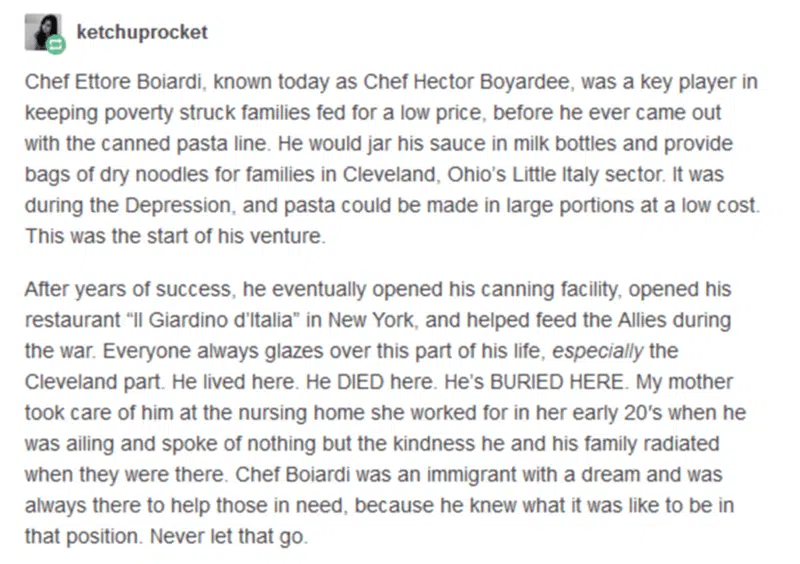 ketchuprocket
Chef Ettore Boiardi, known today as Chef Hector Boyardee, was a key player in
keeping poverty struck families fed for a low price, before he ever came out
with the canned pasta line. He would jar his sauce in milk bottles and provide
bags of dry noodles for families in Cleveland, Ohio's Little Italy sector. It was
during the Depression, and pasta could be made in large portions at a low cost.
This was the start of his venture.
After years of success, he eventually opened his canning facility, opened his
restaurant “Il Giardino d'Italia” in New York, and helped feed the Allies during
the war. Everyone always glazes over this part of his life, especially the
Cleveland part. He lived here. He DIED here. He's BURIED HERE. My mother
took care of him at the nursing home she worked for in her early 20's when he
was ailing and spoke of nothing but the kindness he and his family radiated
when they were there. Chef Boiardi was an immigrant with a dream and was
always there to help those in need, because he knew what it was like to be in
that position. Never let that go.